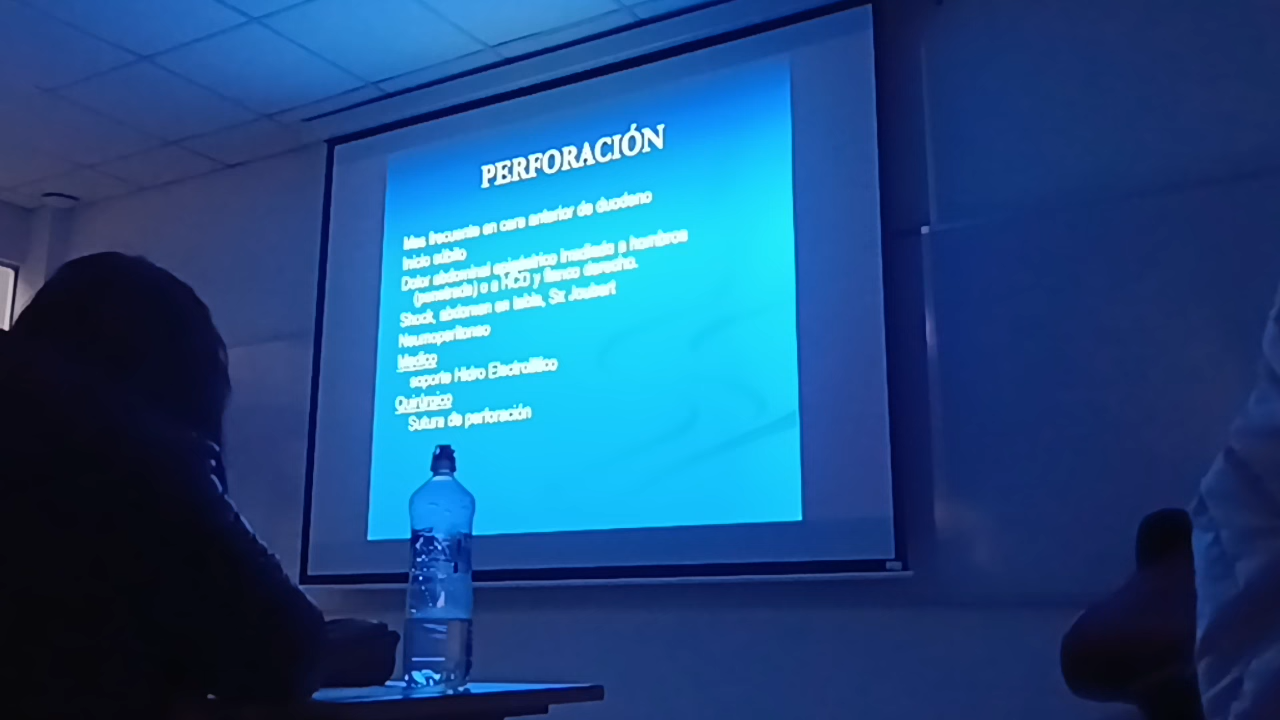 PERFORACIÓN
Mas frecuente en cara anterior de duodeno
Inicio súbito
Dolor abdominal epigástrico irradiado a hombros
(penetrada) o a HCD y flanco derecho.
Shock, abdomen en tabla, Sx Joubert
Neumoperitoneo
Medico
soporte Hidro Electrolítico
Quirúrgico
Sutura de perforación